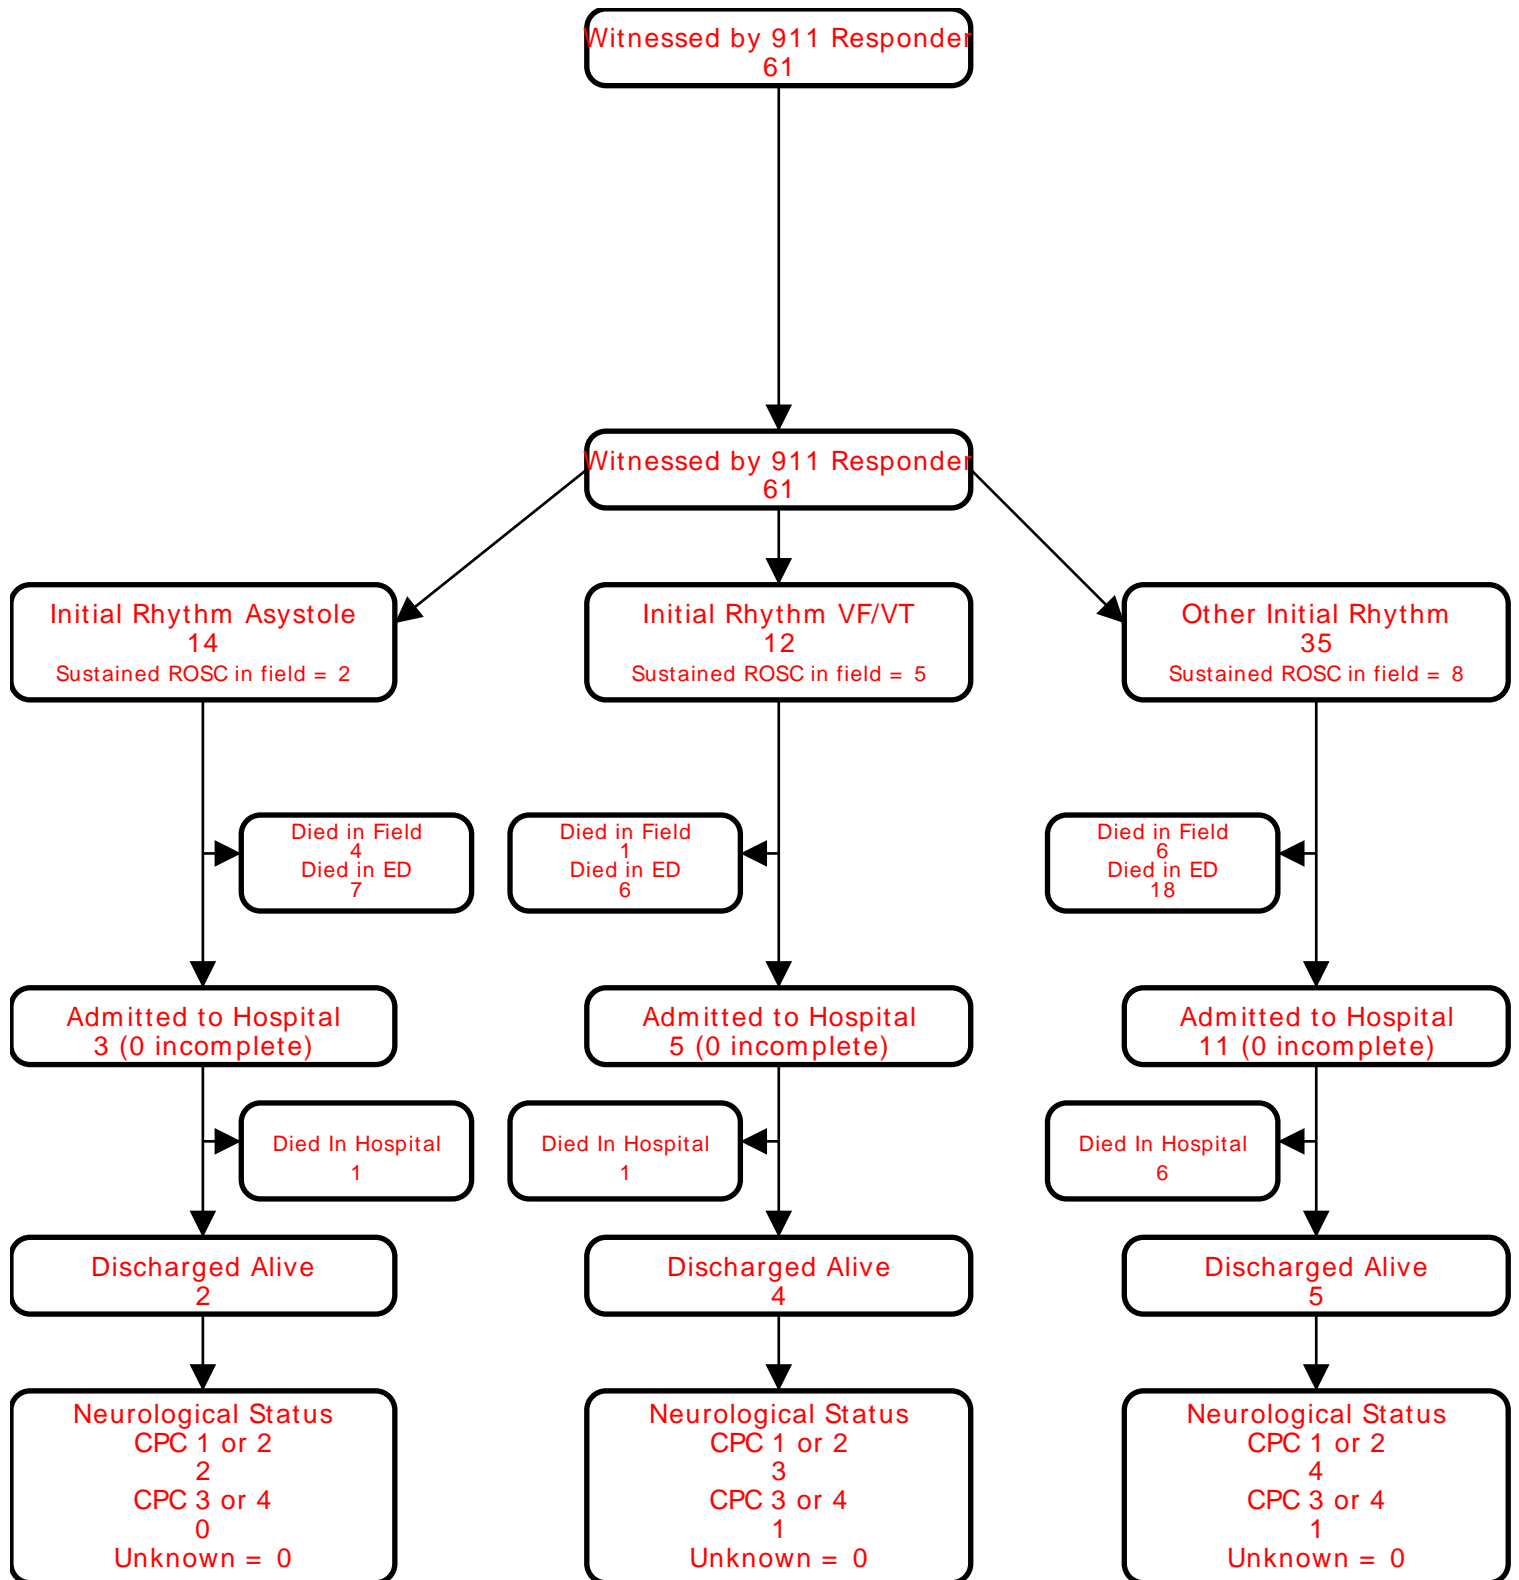 Witnessed by 911 Responder
61
Witnessed by 911 Responder
61
Initial Rhythm Asystole
14
Sustained ROSC in field = 2
Initial Rhythm VF/VT
12
Sustained ROSC in field = 5
Other Initial Rhythm
35
Sustained ROSC in field = 8
Died in Field
4
Died in ED
7
Died in Field
1
Died in ED
6
Died in Field
6
Died in ED
18
Admitted to Hospital
3 (0 incomplete)
Admitted to Hospital
5 (0 incomplete)
Admitted to Hospital
11 (0 incomplete)
Died In Hospital
1
Died In Hospital
1
Died In Hospital
6
Discharged Alive
2
Discharged Alive
4
Discharged Alive
5
Neurological Status
CPC 1 or 2
2
CPC 3 or 4
0
Unknown = 0
Neurological Status
CPC 1 or 2
3
CPC 3 or 4
1
Unknown = 0
Neurological Status
CPC 1 or 2
4
CPC 3 or 4
1
Unknown = 0